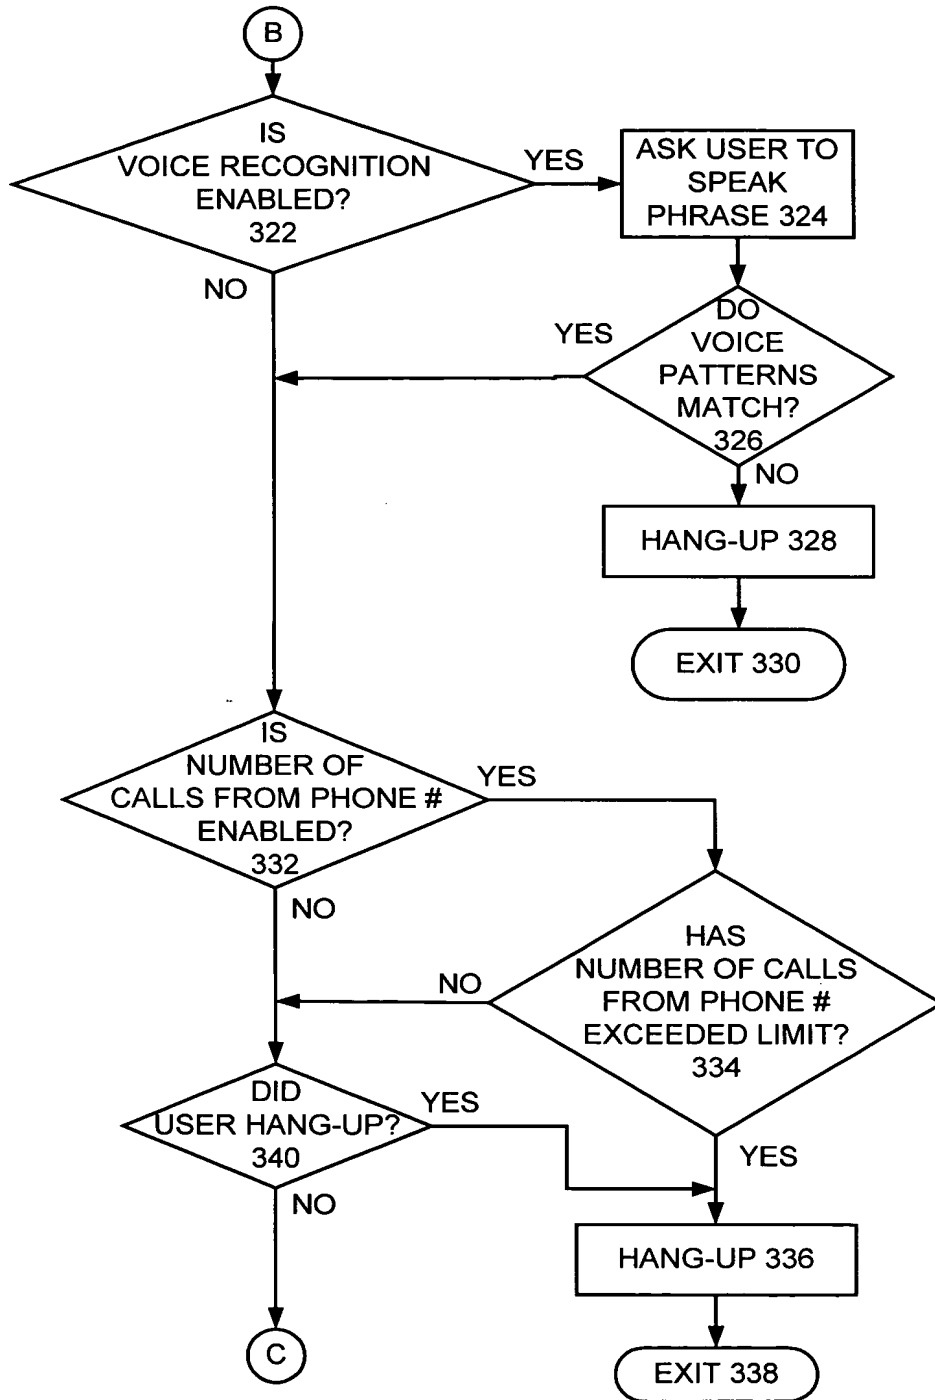 B
IS
VOICE RECOGNITION
ENABLED?
322
YES
NO
ASK USER TO
SPEAK
PHRASE 324
DO
VOICE
PATTERNS
MATCH?
326
YES
NO
HANG-UP 328
EXIT 330
IS
NUMBER OF
CALLS FROM PHONE #
ENABLED?
332
YES
NO
HAS
NUMBER OF CALLS
FROM PHONE #
EXCEEDED LIMIT?
334
NO
YES
DID
USER HANG-UP?
340
YES
NO
HANG-UP 336
EXIT 338
C